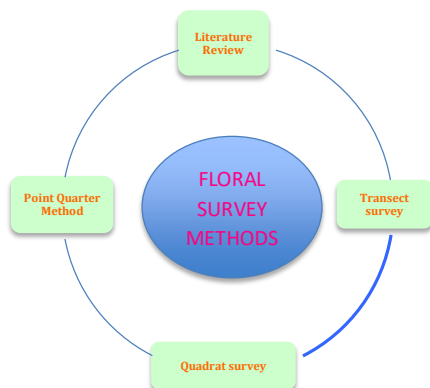 Literature
Review
Point Quarter
Method
FLORAL
SURVEY
METHODS
Transect
survey
Quadrat survey